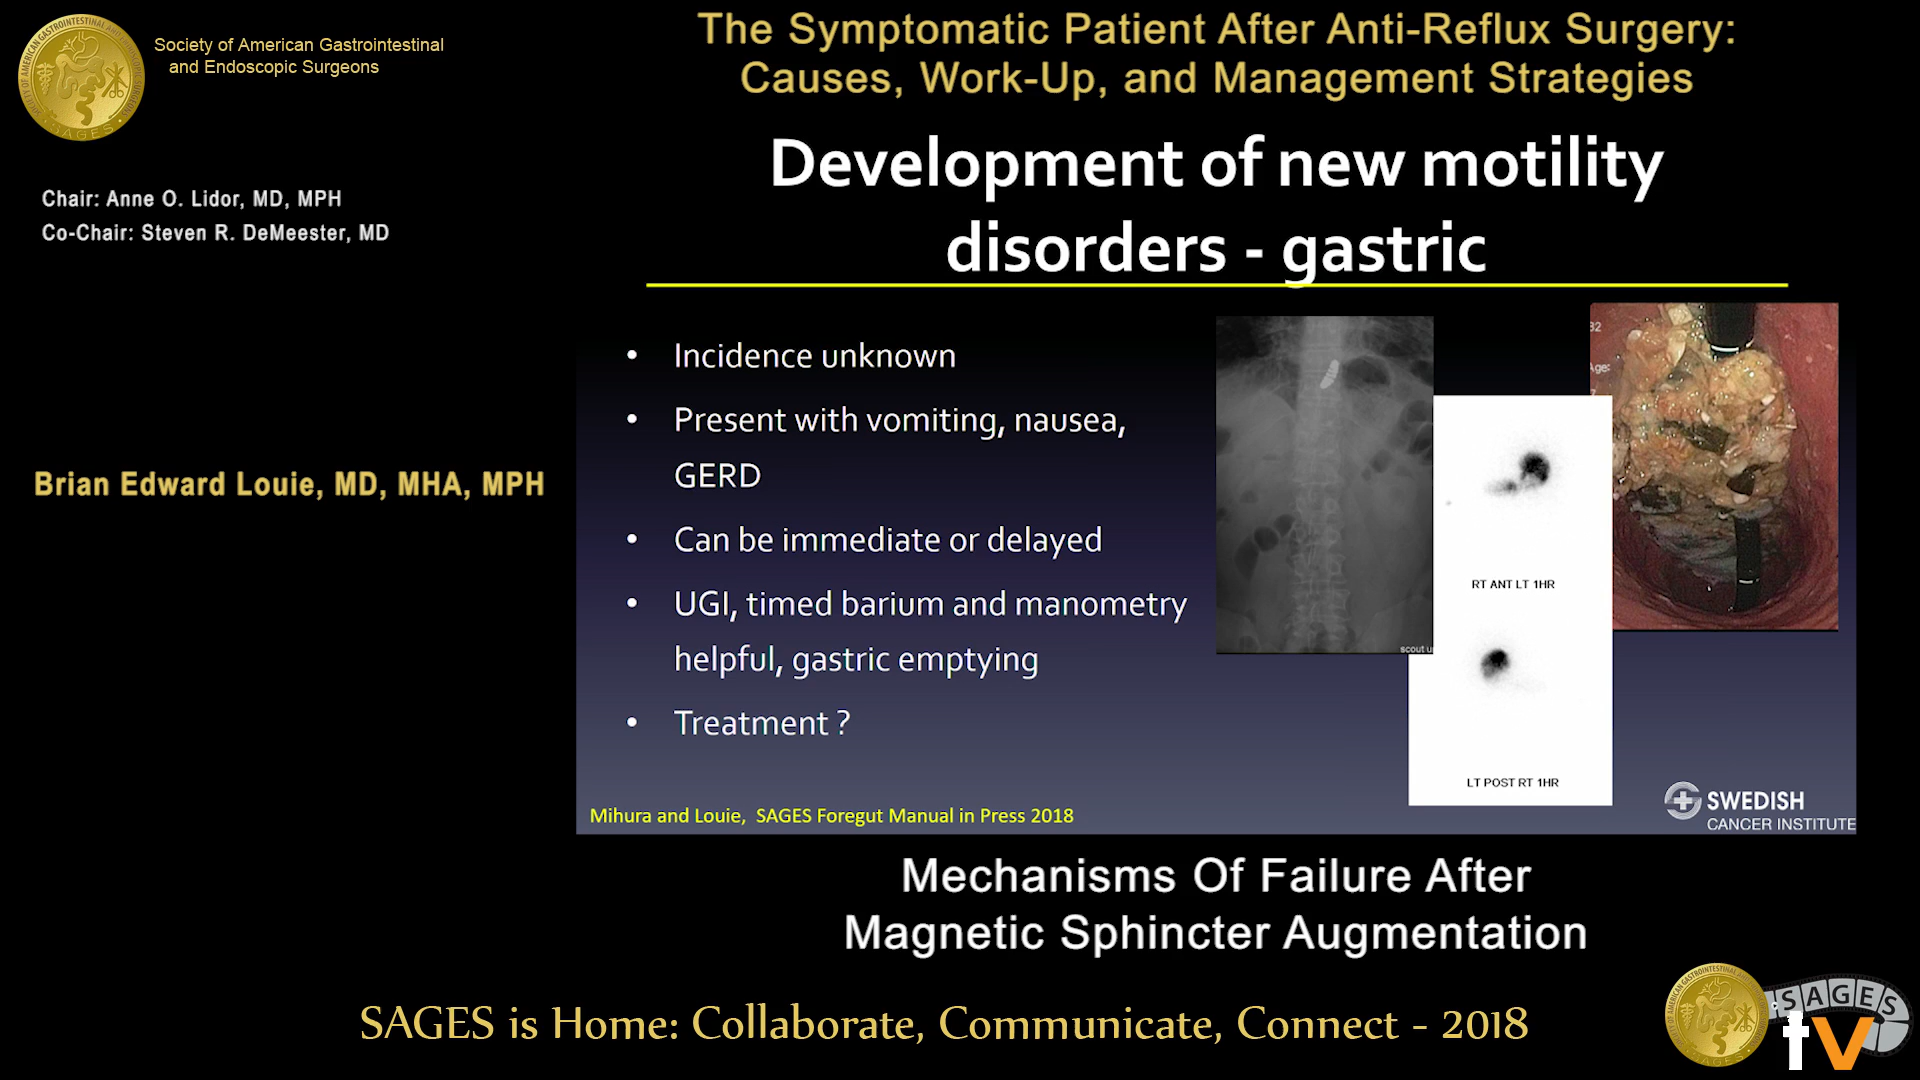 Society of American Gastrointestinal
and Endoscopic Surgeons
The Symptomatic Patient After Anti-Reflux Surgery:
Causes, Work-Up, and Management Strategies
Chair: Anne O. Lidor, MD, MPH
Co-Chair: Steven R. DeMeester, MD
Brian Edward Louie, MD, MHA, MPH
Development of new motility
disorders - gastric
• Incidence unknown
• Present with vomiting, nausea,
GERD
• Can be immediate or delayed
• UGI, timed barium and manometry
helpful, gastric emptying
• Treatment ?
scout u
RT ANT LT 1HR
LT POST RT 1HR
32
Age:
Mihura and Louie, SAGES Foregut Manual in Press 2018
SWEDISH
CANCER INSTITUTE
Mechanisms Of Failure After
Magnetic Sphincter Augmentation
SAGES is Home: Collaborate, Communicate, Connect - 2018
SAGES
tv